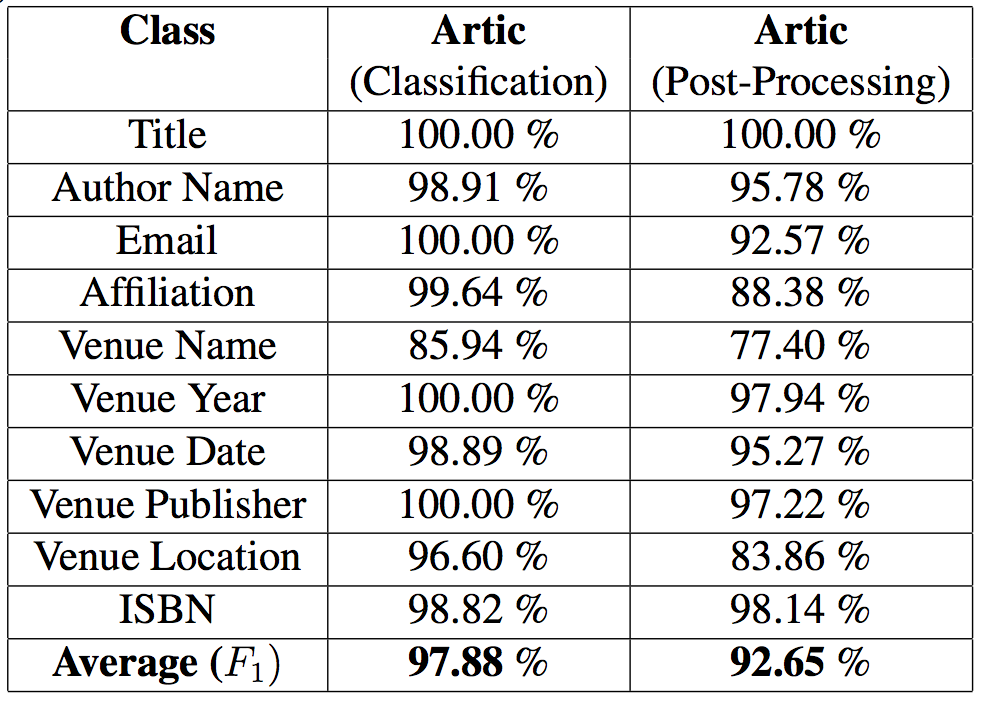 Class Artic Artic
(Classification) (Post-Processing)
Title 100.00 % 100.00 %
Author Name 98.91 % 95.78 %
Email 100.00 % 92.57 %
Affiliation 99.64 % 88.38 %
Venue Name 85.94 % 77.40 %
Venue Year 100.00 % 97.94 %
Venue Date 98.89 % 95.27 %
Venue Publisher 100.00 % 97.22 %
Venue Location 96.60 % 83.86 %
ISBN 98.82 % 98.14 %
Average (F₁) 97.88 % 92.65 %